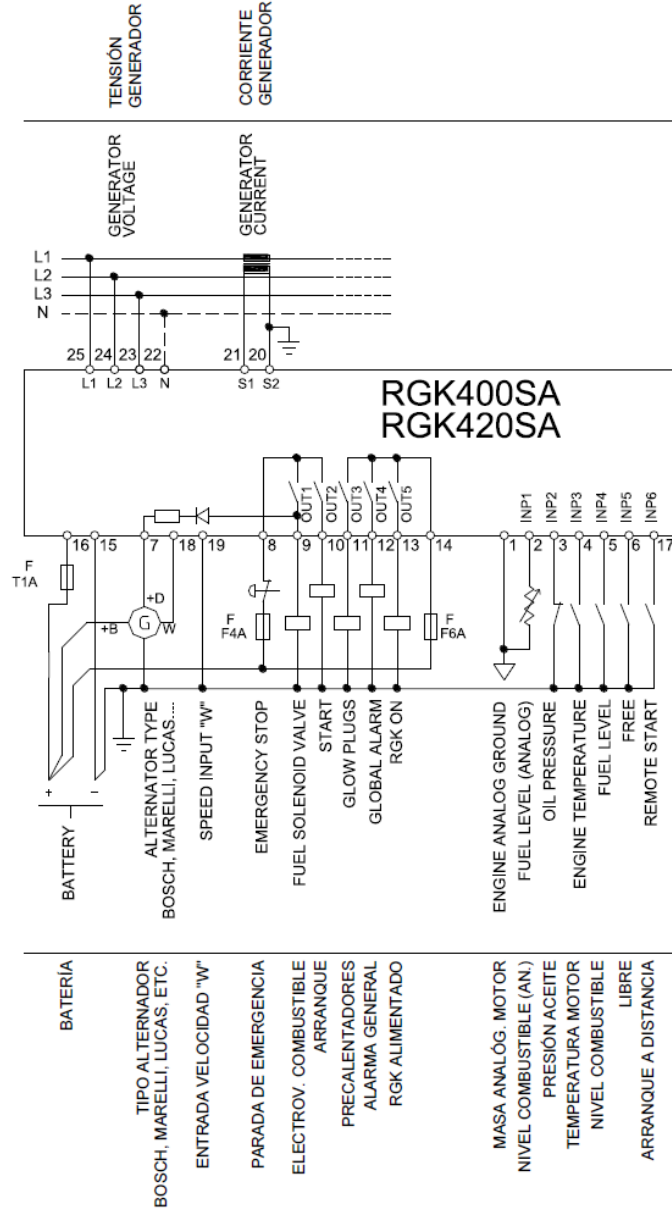 TENSIÓN
GENERADOR
CORRIENTE
GENERADOR
GENERATOR
VOLTAGE
GENERATOR
CURRENT
L1
L2
L3
N
25 24 23 22 21 20
L1 L2 L3 N S1 S2
RGK400SA
RGK420SA
OUT1
OUT2
OUT3
OUT4
OUT5
INP1
INP2
INP3
INP4
INP5
INP6
16 15 7 18 19 8 9 10 11 12 13 14 1 2 3 4 5 6 17
F
T1A
+D
+B
G
W
F
F4A
F
F6A
+ -
BATTERY
ALTERNATOR TYPE
BOSCH, MARELLI, LUCAS....
SPEED INPUT "W"
EMERGENCY STOP
FUEL SOLENOID VALVE
START
GLOW PLUGS
GLOBAL ALARM
RGK ON
ENGINE ANALOG GROUND
FUEL LEVEL (ANALOG)
OIL PRESSURE
ENGINE TEMPERATURE
FUEL LEVEL
FREE
REMOTE START
BATERÍA
TIPO ALTERNADOR
BOSCH, MARELLI, LUCAS, ETC.
ENTRADA VELOCIDAD "W"
PARADA DE EMERGENCIA
ELECTROV. COMBUSTIBLE
ARRANQUE
PRECALENTADORES
ALARMA GENERAL
RGK ALIMENTADO
MASA ANALÓG. MOTOR
NIVEL COMBUSTIBLE (AN.)
PRESIÓN ACEITE
TEMPERATURA MOTOR
NIVEL COMBUSTIBLE
LIBRE
ARRANQUE A DISTANCIA